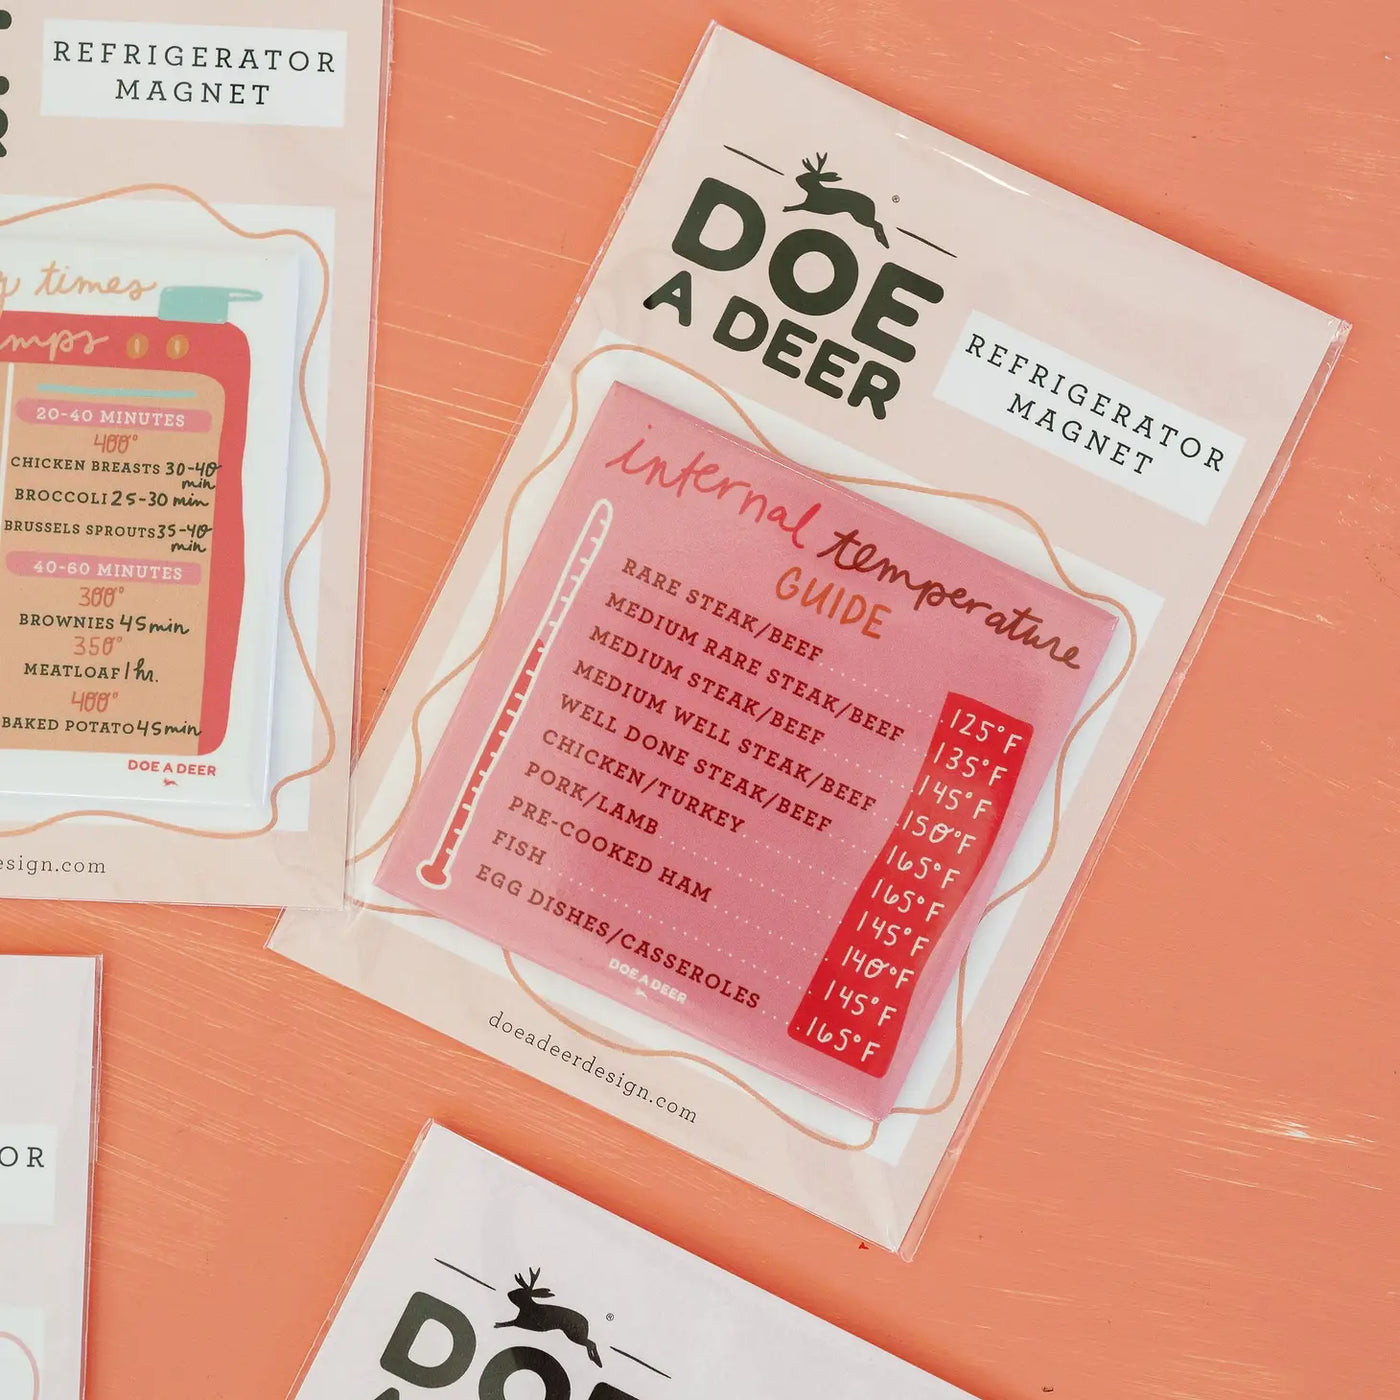 REFRIGERATOR
MAGNET
times
20-40 MINUTES
400°
CHICKEN BREASTS 30-40
min
BROCCOLI 25-30 min
BRUSSELS SPROUTS 35-40
min
40-60 MINUTES
300°
BROWNIES 45min
350°
MEATLOAF 1 hr.
400°
BAKED POTATO 45min
DOE A DEER
DOE
A DEER
®
REFRIGERATOR
MAGNET
internal temperature
GUIDE
RARE STEAK/BEEF 125°F
MEDIUM RARE STEAK/BEEF 135°F
MEDIUM STEAK/BEEF 145°F
MEDIUM WELL STEAK/BEEF 150°F
WELL DONE STEAK/BEEF 165°F
CHICKEN/TURKEY 165°F
PORK/LAMB 145°F
PRE-COOKED HAM 140°F
FISH 145°F
EGG DISHES/CASSEROLES 165°F
DOE A DEER
doeadeerdesign.com
DOE
®